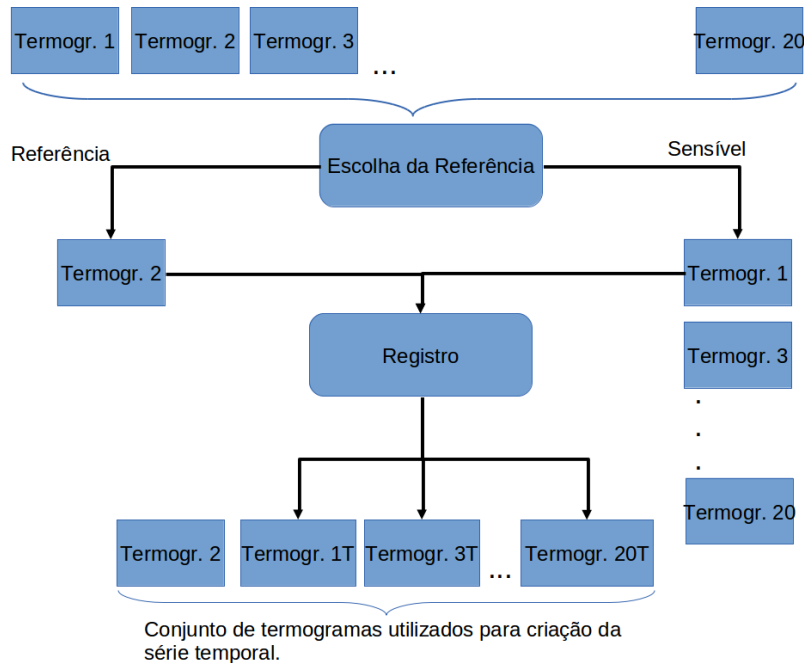 Termogr. 1
Termogr. 2
Termogr. 3
...
Termogr. 20
Referência
Escolha da Referência
Sensível
Termogr. 2
Termogr. 1
Registro
Termogr. 3
.
.
.
Termogr. 20
Termogr. 2
Termogr. 1T
Termogr. 3T
...
Termogr. 20T
Conjunto de termogramas utilizados para criação da
série temporal.